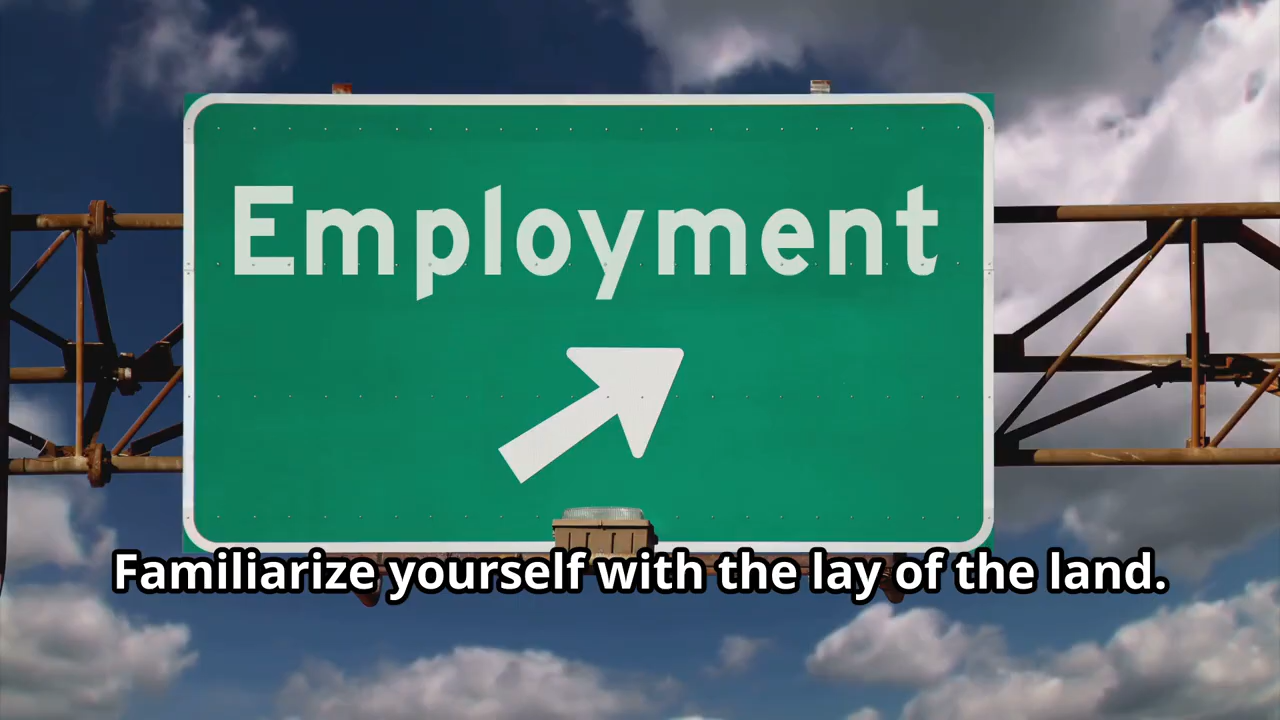 Employment
Familiarize yourself with the lay of the land.